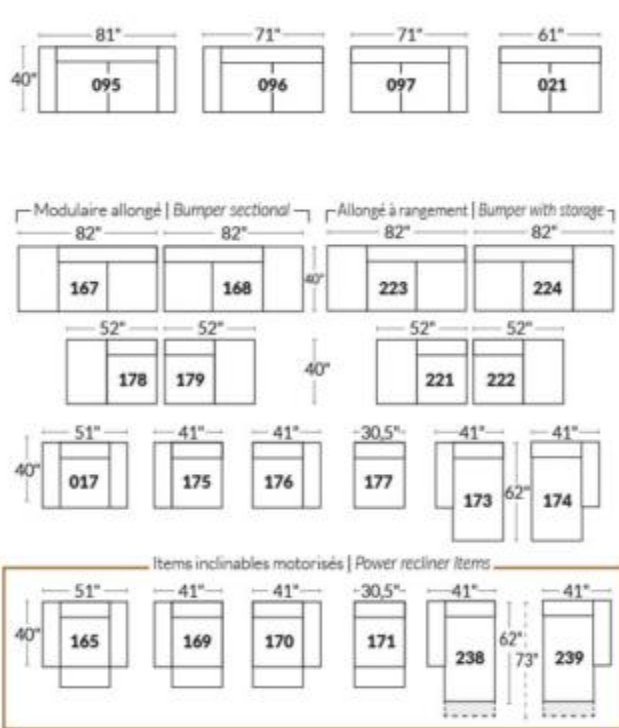 81" 71" 71" 61"
40" 095 096 097 021
Modulaire allongé | Bumper sectional Allongé à rangement | Bumper with storage
82" 82" 82" 82"
167 168 40" 223 224
52" 52" 52" 52"
178 179 40" 221 222
51" 41" 41" 30,5" 41" 41"
40" 017 175 176 177 173 62" 174
Items inclinables motorisés | Power recliner Items
51" 41" 41" 30,5" 41" 41"
40" 165 169 170 171 238 62" 73" 239